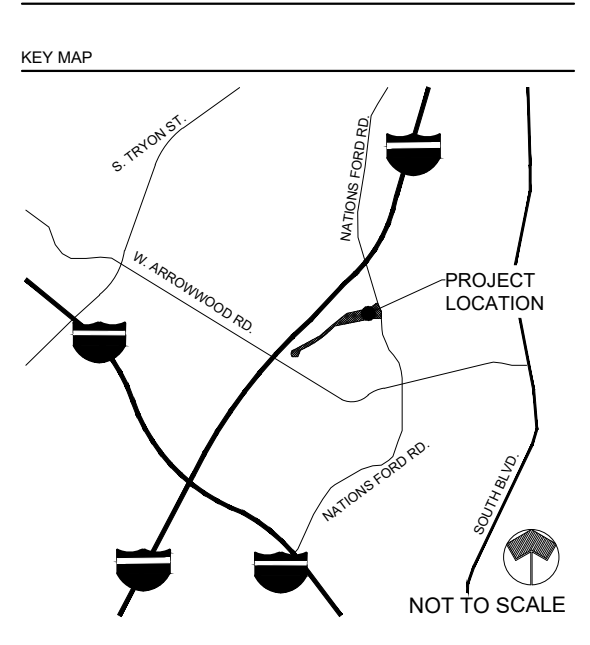 KEY MAP
S. TRYON ST.
NATIONS FORD RD.
W. ARROWWOOD RD.
PROJECT
LOCATION
NATIONS FORD RD.
SOUTH BLVD.
NOT TO SCALE